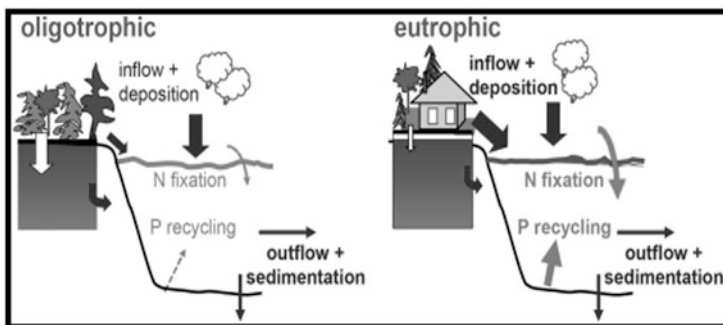 oligotrophic
inflow +
deposition
N fixation
P recycling
outflow +
sedimentation
eutrophic
inflow +
deposition
N fixation
P recycling
outflow +
sedimentation